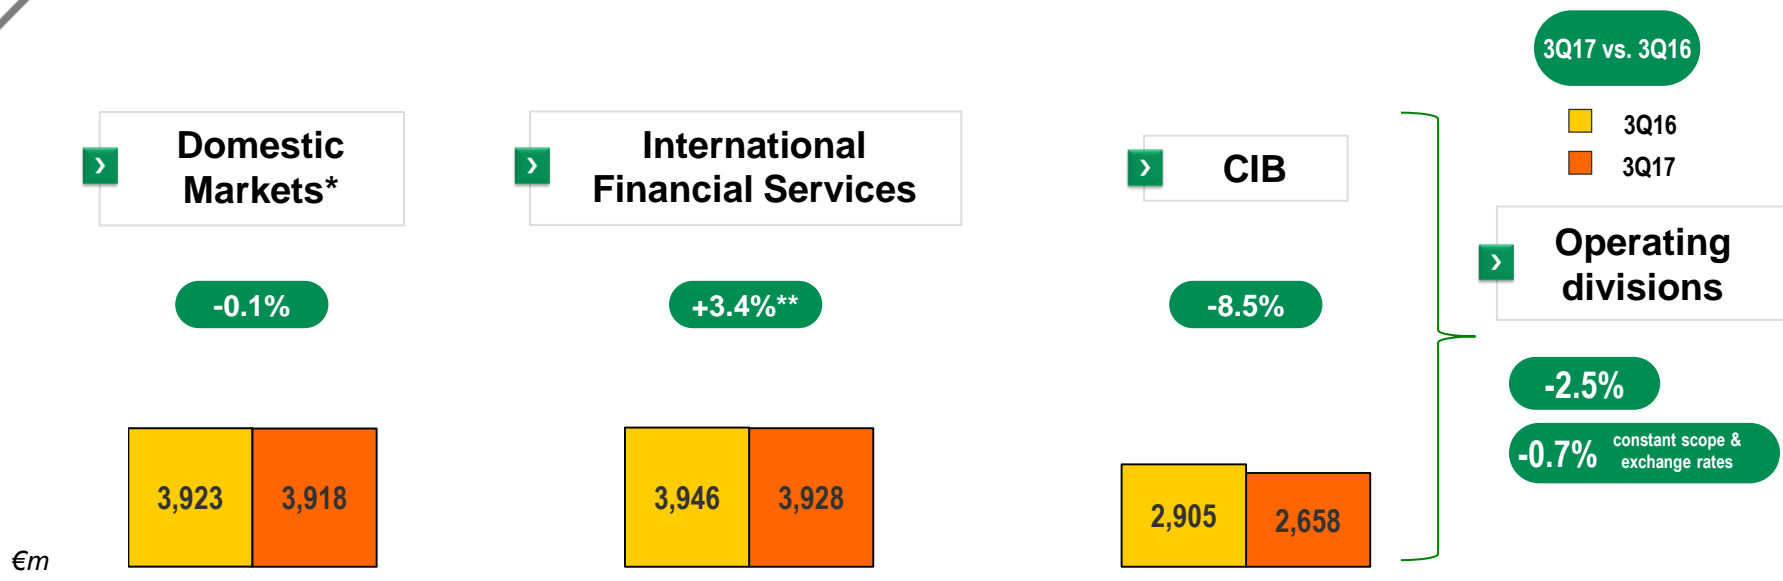 3Q17 vs. 3Q16
3Q16
3Q17
Domestic
Markets*
International
Financial Services
CIB
Operating
divisions
-0.1%
+3.4%**
-8.5%
-2.5%
-0.7% constant scope &
exchange rates
3,923
3,918
3,946
3,928
2,905
2,658
€m